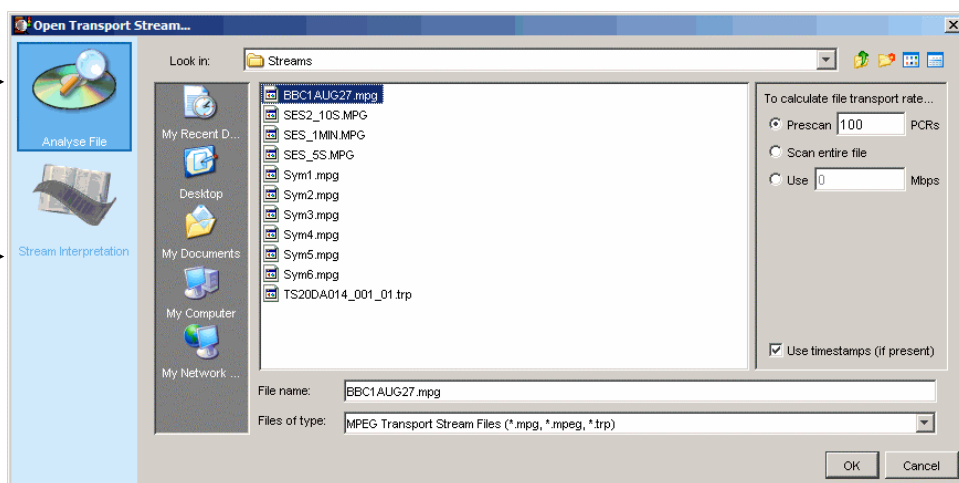 Open Transport Stream...
Analyse File
Stream Interpretation
Look in: Streams
My Recent D...
Desktop
My Documents
My Computer
My Network ...
BBC1AUG27.mpg
SES2_10S.MPG
SES_1MIN.MPG
SES_5S.MPG
Sym1.mpg
Sym2.mpg
Sym3.mpg
Sym4.mpg
Sym5.mpg
Sym6.mpg
TS20DA014_001_01.trp
To calculate file transport rate...
Prescan 100 PCRs
Scan entire file
Use 0 Mbps
Use timestamps (if present)
File name: BBC1AUG27.mpg
Files of type: MPEG Transport Stream Files (*.mpg, *.mpeg, *.trp)
OK Cancel